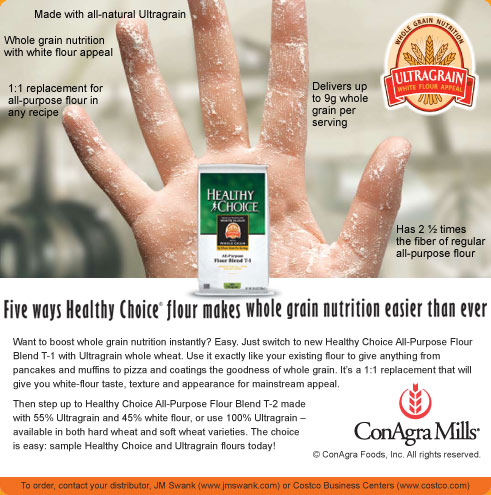 Made with all-natural Ultragrain
Whole grain nutrition
with white flour appeal
1:1 replacement for
all-purpose flour in
any recipe
WHOLE GRAIN NUTRITION
ULTRAGRAIN
WHITE FLOUR APPEAL
Delivers up
to 9g whole
grain per
serving
Has 2 ½ times
the fiber of regular
all-purpose flour
HEALTHY
CHOICE
ULTRAGRAIN
WHOLE GRAIN
All-Purpose
Flour Blend T-1
Five ways Healthy Choice® flour makes whole grain nutrition easier than ever
Want to boost whole grain nutrition instantly? Easy. Just switch to new Healthy Choice All-Purpose Flour
Blend T-1 with Ultragrain whole wheat. Use it exactly like your existing flour to give anything from
pancakes and muffins to pizza and coatings the goodness of whole grain. It's a 1:1 replacement that will
give you white-flour taste, texture and appearance for mainstream appeal.
Then step up to Healthy Choice All-Purpose Flour Blend T-2 made
with 55% Ultragrain and 45% white flour, or use 100% Ultragrain –
available in both hard wheat and soft wheat varieties. The choice
is easy: sample Healthy Choice and Ultragrain flours today!
ConAgra Mills®
© ConAgra Foods, Inc. All rights reserved.
To order, contact your distributor, JM Swank (www.jmswank.com) or Costco Business Centers (www.costco.com)